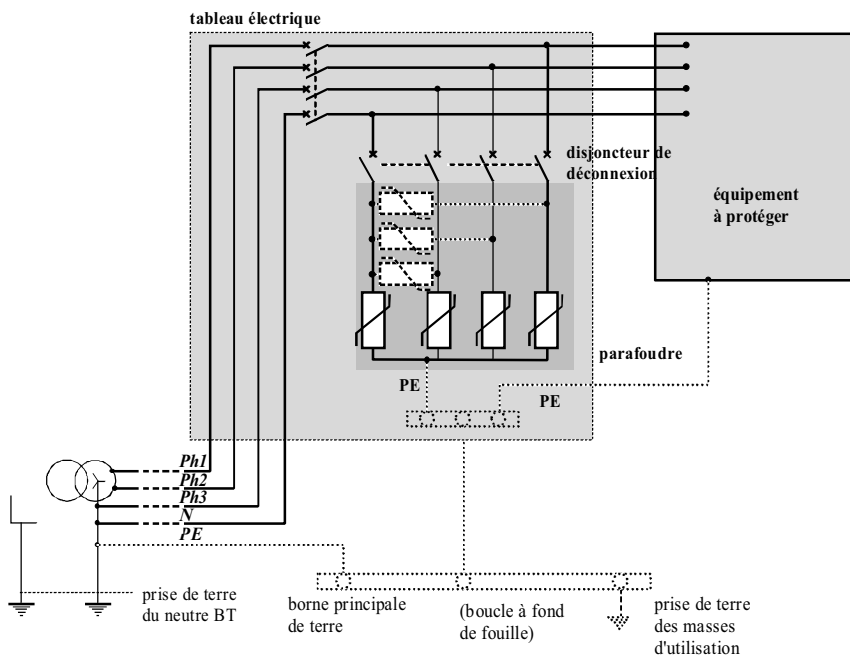 tableau électrique
disjoncteur de
déconnexion
équipement
à protéger
parafoudre
PE
PE
Ph1
Ph2
Ph3
N
PE
prise de terre
du neutre BT
borne principale
de terre
(boucle à fond
de fouille)
prise de terre
des masses
d'utilisation